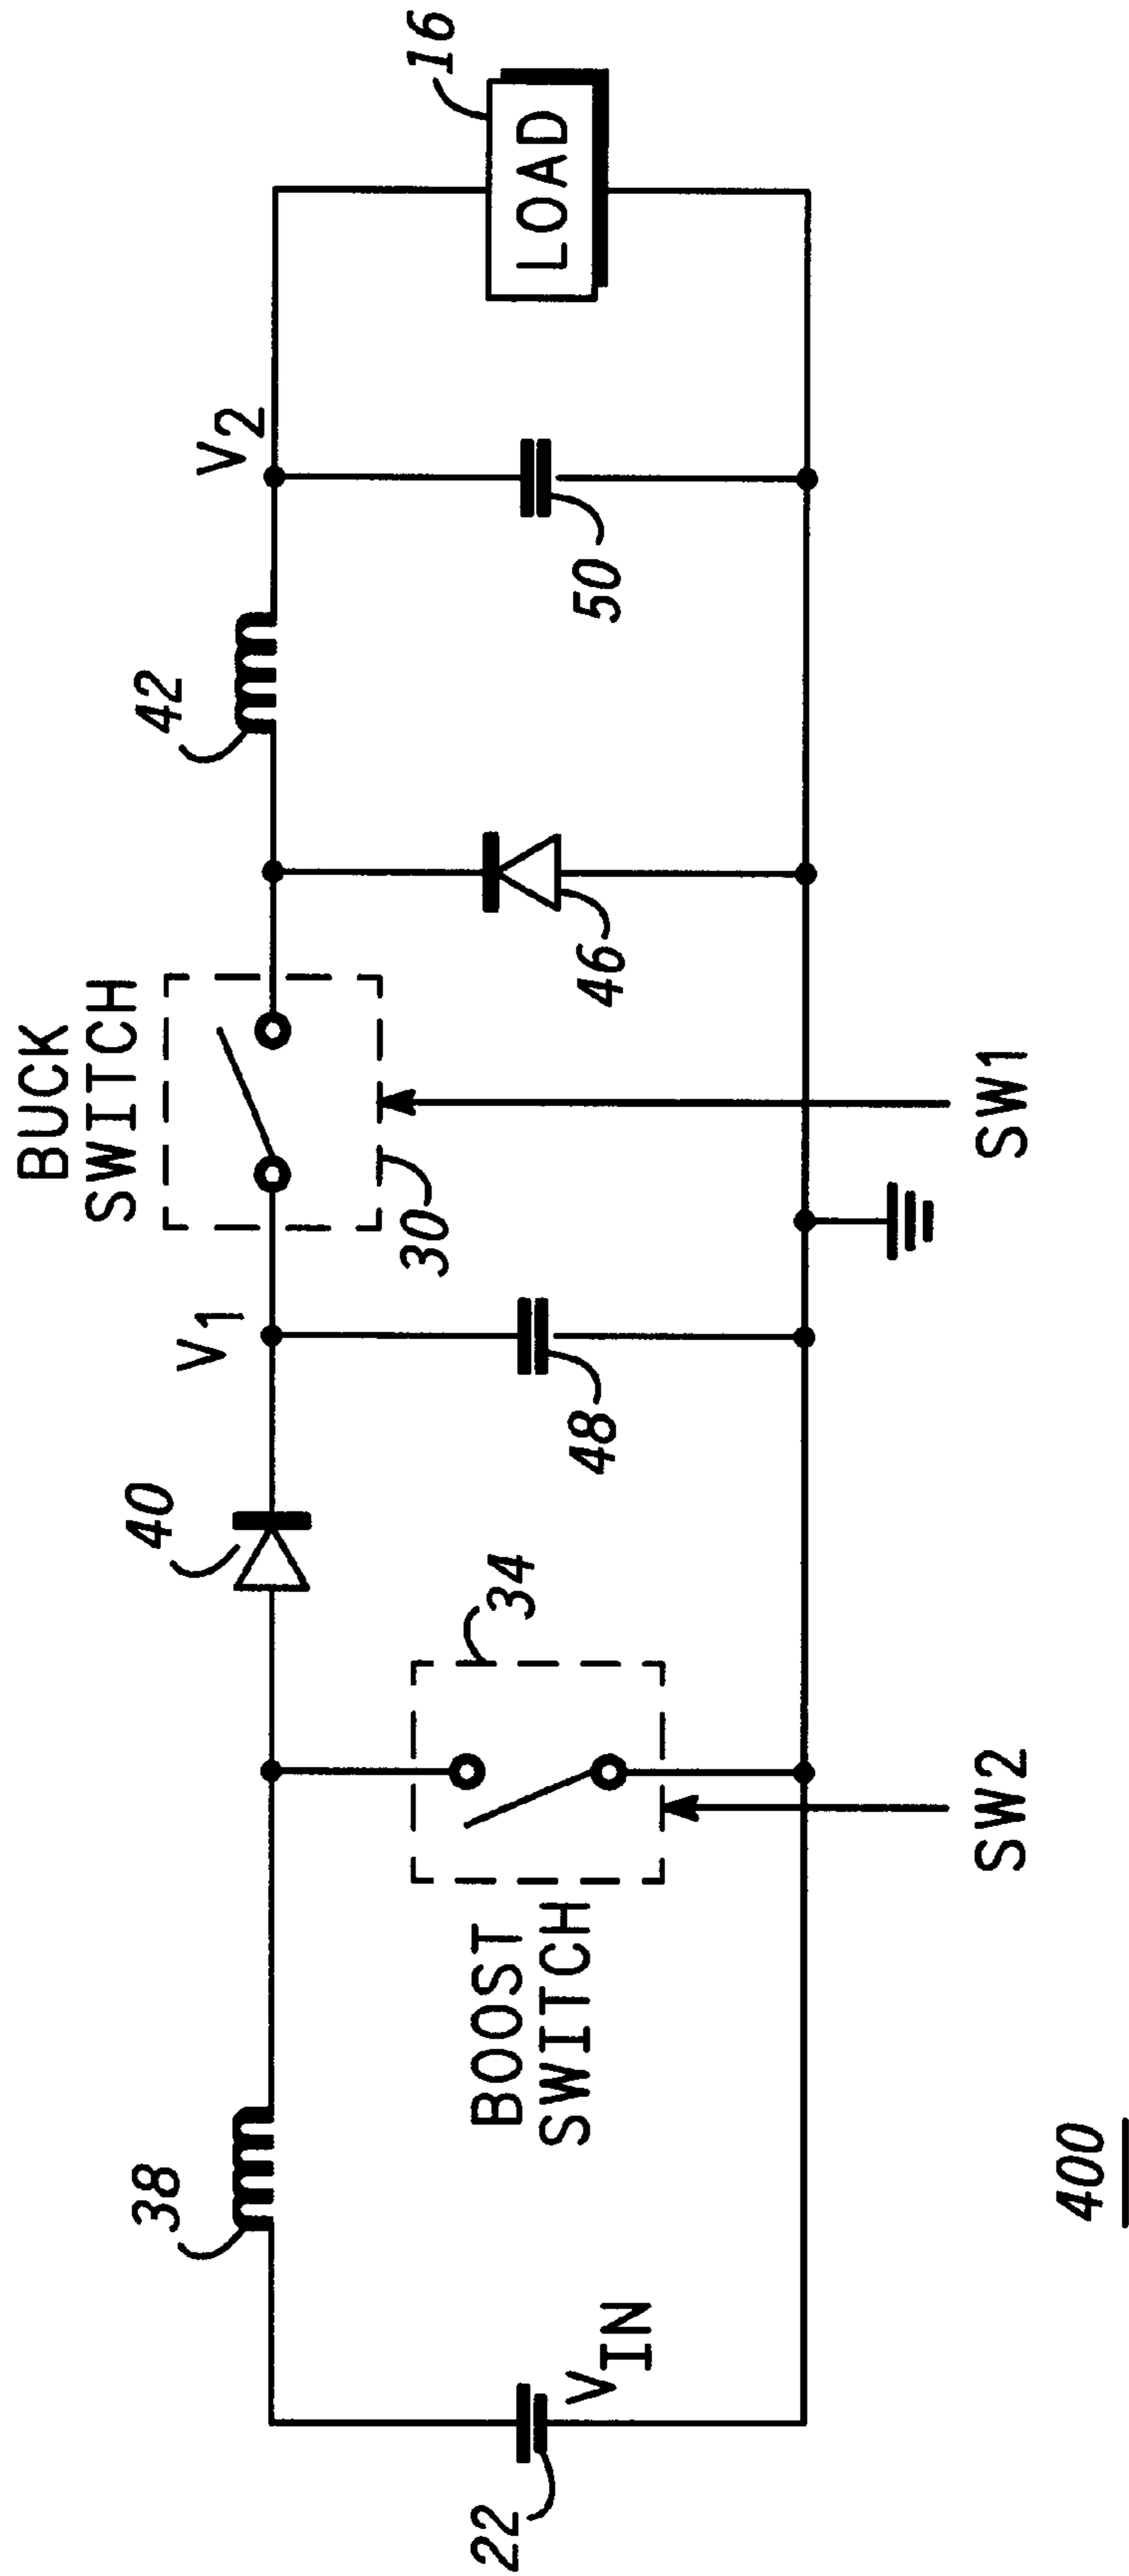 BUCK
SWITCH
38
40
V1
30
42
V2
16
LOAD
22
VIN
BOOST
SWITCH
34
48
46
50
SW2
SW1
400